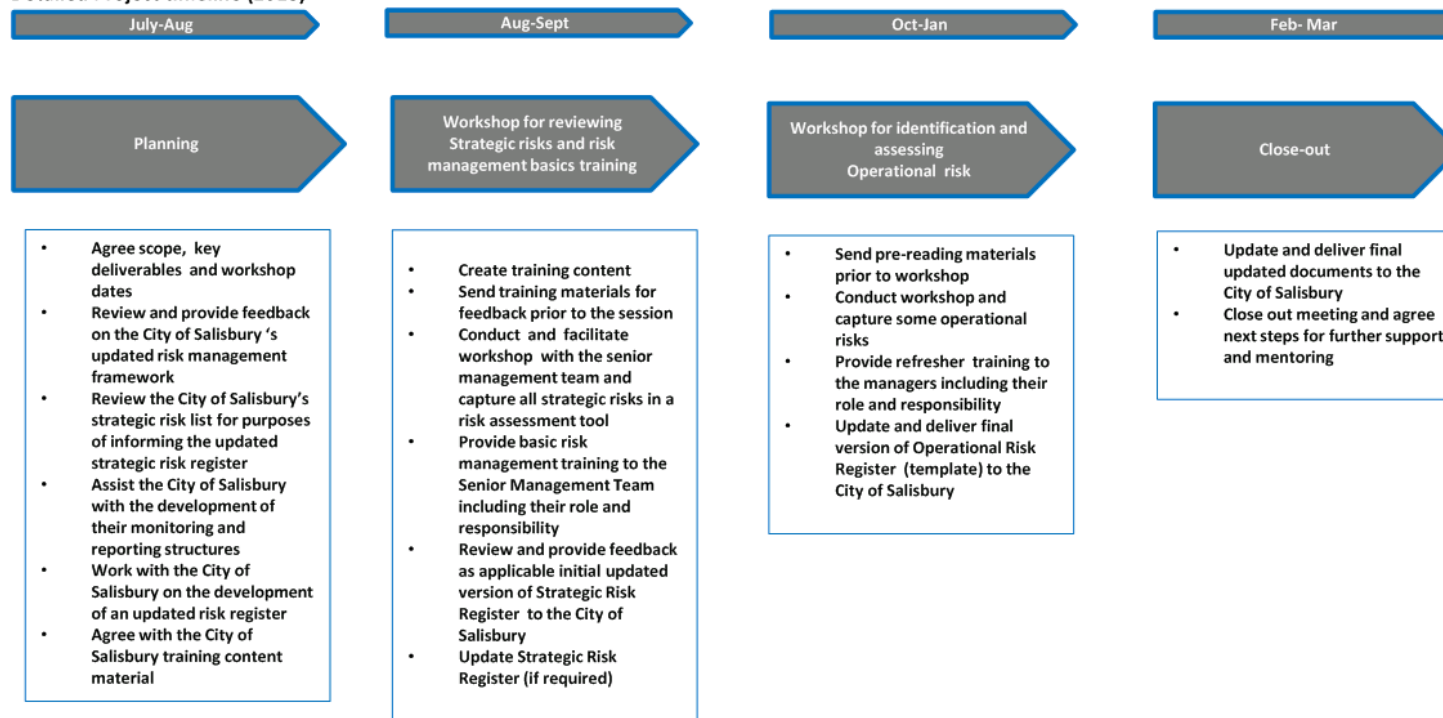 July-Aug
Aug-Sept
Oct-Jan
Feb- Mar
Planning
Workshop for reviewing
Strategic risks and risk
management basics training
Workshop for identification and
assessing
Operational risk
Close-out
• Agree scope, key
deliverables and workshop
dates
• Review and provide feedback
on the City of Salisbury ‘s
updated risk management
framework
• Review the City of Salisbury’s
strategic risk list for purposes
of informing the updated
strategic risk register
• Assist the City of Salisbury
with the development of
their monitoring and
reporting structures
• Work with the City of
Salisbury on the development
of an updated risk register
• Agree with the City of
Salisbury training content
material
• Create training content
• Send training materials for
feedback prior to the session
• Conduct and facilitate
workshop with the senior
management team and
capture all strategic risks in a
risk assessment tool
• Provide basic risk
management training to the
Senior Management Team
including their role and
responsibility
• Review and provide feedback
as applicable initial updated
version of Strategic Risk
Register to the City of
Salisbury
• Update Strategic Risk
Register (if required)
• Send pre-reading materials
prior to workshop
• Conduct workshop and
capture some operational
risks
• Provide refresher training to
the managers including their
role and responsibility
• Update and deliver final
version of Operational Risk
Register (template) to the
City of Salisbury
• Update and deliver final
updated documents to the
City of Salisbury
• Close out meeting and agree
next steps for further support
and mentoring